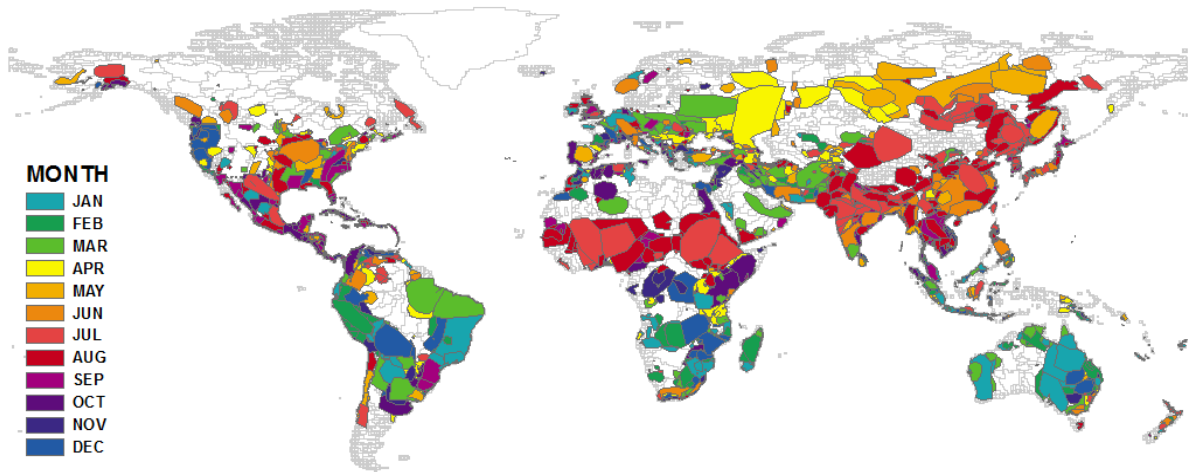 MONTH
JAN
FEB
MAR
APR
MAY
JUN
JUL
AUG
SEP
OCT
NOV
DEC